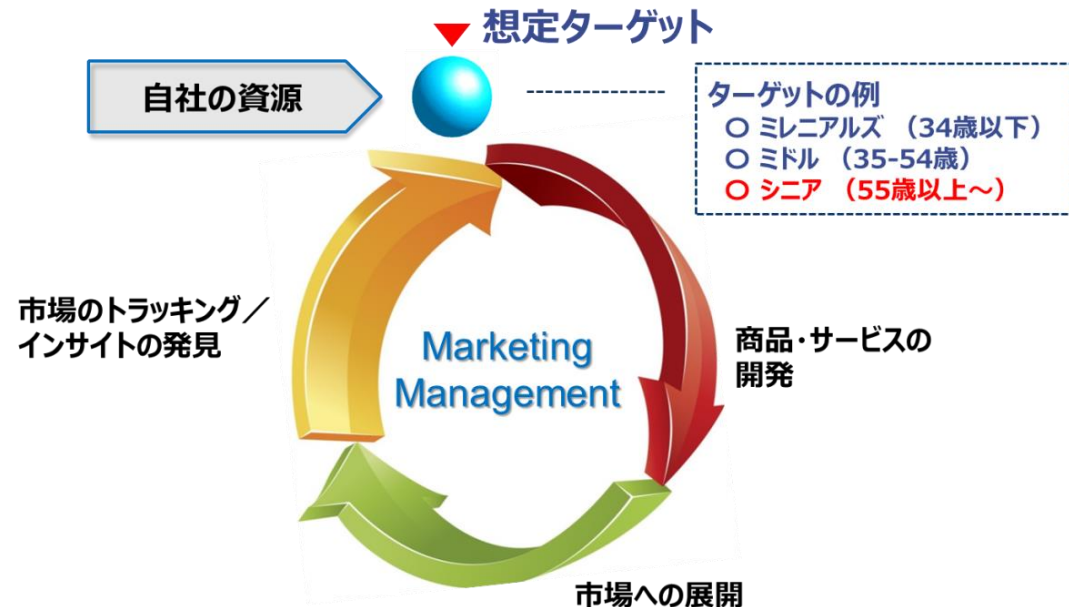 想定ターゲット
自社の資源
ターゲットの例
〇 ミレニアルズ （34歳以下）
〇 ミドル （35-54歳）
〇 シニア （55歳以上～）
市場のトラッキング／
インサイトの発見
Marketing
Management
商品・サービスの
開発
市場への展開